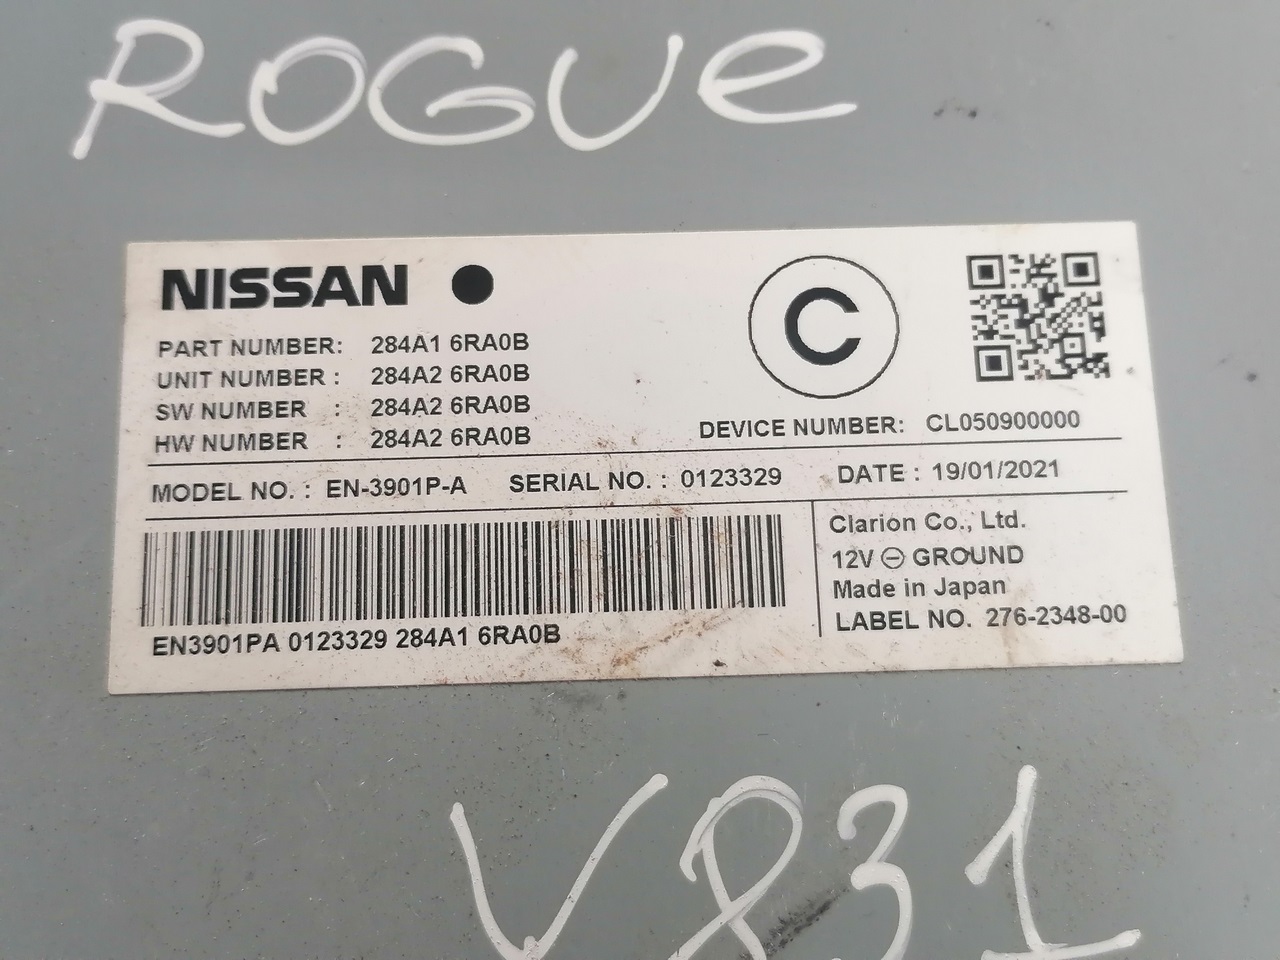 ROGUE
NISSAN
C
PART NUMBER: 284A1 6RA0B
UNIT NUMBER : 284A2 6RA0B
SW NUMBER : 284A2 6RA0B
HW NUMBER : 284A2 6RA0B
DEVICE NUMBER: CL050900000
MODEL NO. : EN-3901P-A SERIAL NO. : 0123329 DATE : 19/01/2021
EN3901PA 0123329 284A1 6RA0B
Clarion Co., Ltd.
12V ⊖ GROUND
Made in Japan
LABEL NO. 276-2348-00
V831